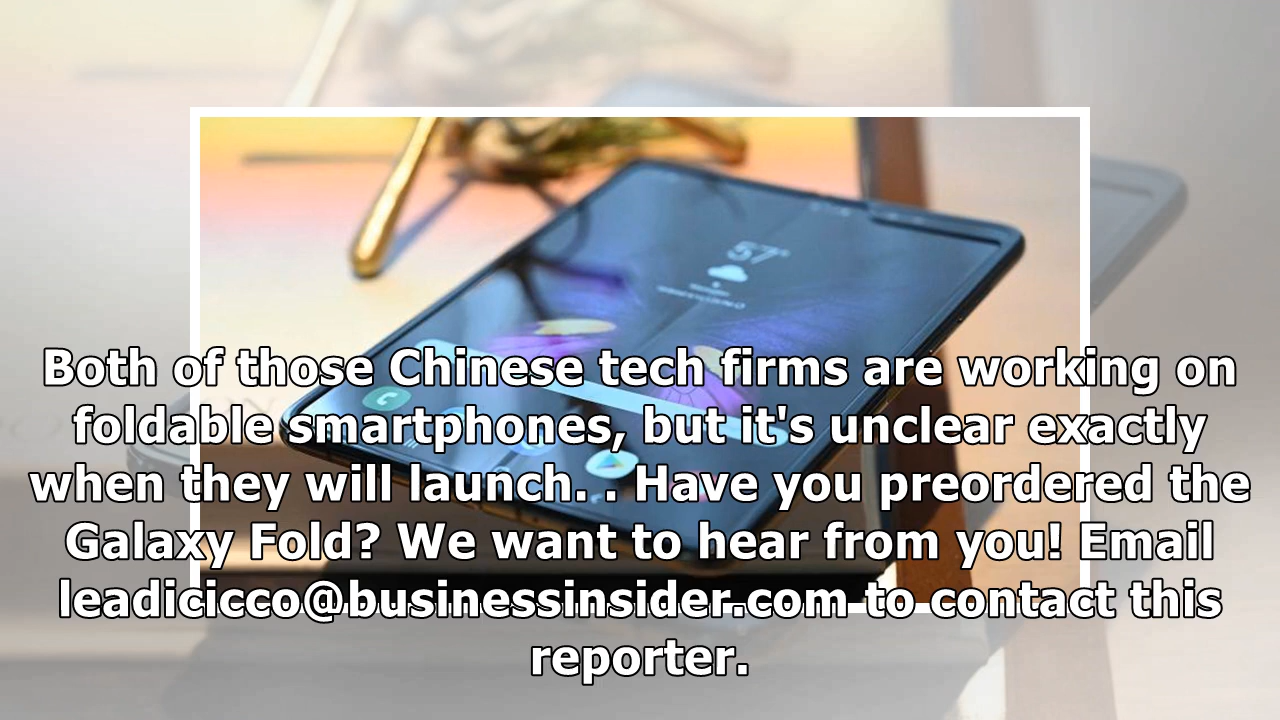 57°
Both of those Chinese tech firms are working on
foldable smartphones, but it's unclear exactly
when they will launch. . Have you preordered the
Galaxy Fold? We want to hear from you! Email
leadicicco@businessinsider.com to contact this
reporter.